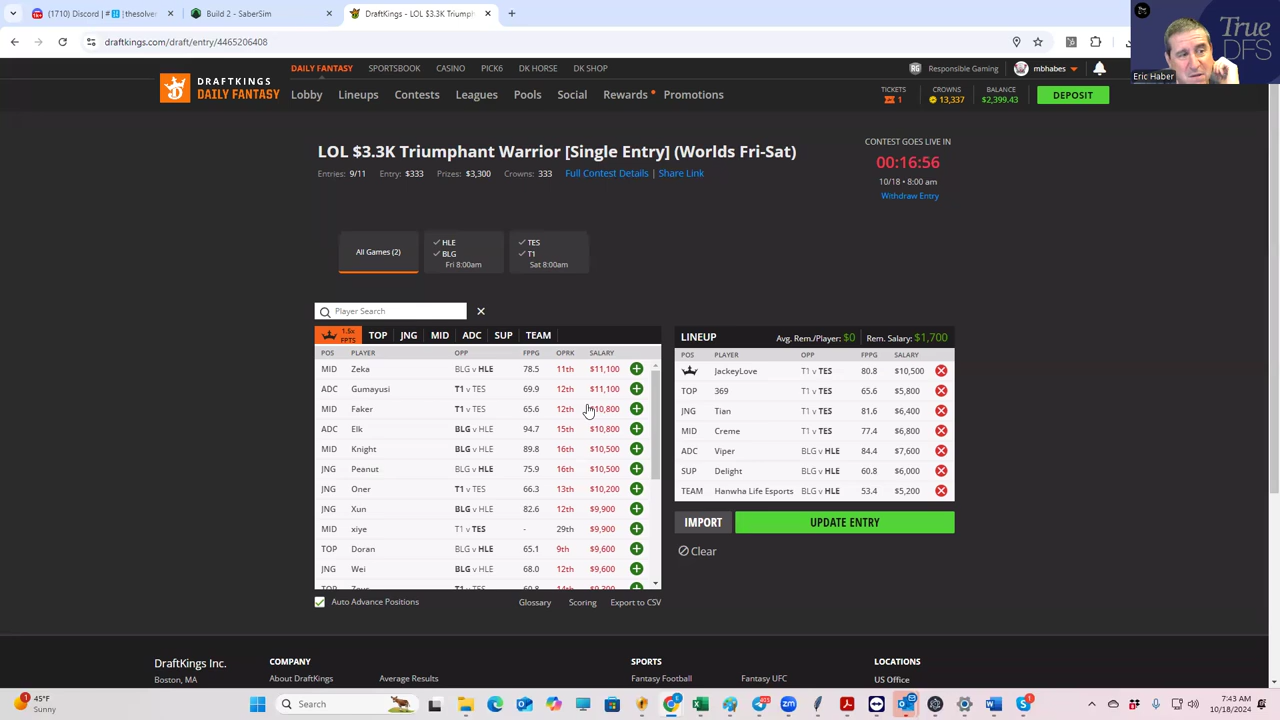 (1710) Discord | # | thesolver
Build 2 - SaberSim
DraftKings - LOL $3.3K Triumph
draftkings.com/draft/entry/4465206408
True
DFS
Eric Haber
DRAFTKINGS
DAILY FANTASY
DAILY FANTASY SPORTSBOOK CASINO PICK6 DK HORSE DK SHOP
RG Responsible Gaming mbhabes
Lobby Lineups Contests Leagues Pools Social Rewards Promotions
TICKETS CROWNS BALANCE
1 13,337 $2,399.43
DEPOSIT
LOL $3.3K Triumphant Warrior [Single Entry] (Worlds Fri-Sat)
Entries: 9/11 Entry: $333 Prizes: $3,300 Crowns: 333 Full Contest Details | Share Link
CONTEST GOES LIVE IN
00:16:56
10/18 • 8:00 am
Withdraw Entry
All Games (2)
HLE
BLG
Fri 8:00am
TES
T1
Sat 8:00am
Player Search
1.5x FPTS TOP JNG MID ADC SUP TEAM
POS PLAYER OPP FPPG OPRK SALARY
MID Zeka BLG v HLE 78.5 11th $11,100
ADC Gumayusi T1 v TES 69.9 12th $11,100
MID Faker T1 v TES 65.6 12th $10,800
ADC Elk BLG v HLE 94.7 15th $10,800
MID Knight BLG v HLE 89.8 16th $10,500
JNG Peanut BLG v HLE 75.9 16th $10,500
JNG Oner T1 v TES 66.3 13th $10,200
JNG Xun BLG v HLE 82.6 12th $9,900
MID xiye T1 v TES - 29th $9,900
TOP Doran BLG v HLE 65.1 9th $9,600
JNG Wei BLG v HLE 68.0 12th $9,600
TOP Zeus T1 v TES 60.8 14th $9,300
Auto Advance Positions
Glossary Scoring Export to CSV
LINEUP Avg. Rem./Player: $0 Rem. Salary: $1,700
POS PLAYER OPP FPPG SALARY
JackeyLove T1 v TES 80.8 $10,500
TOP 369 T1 v TES 65.6 $5,800
JNG Tian T1 v TES 81.6 $6,400
MID Creme T1 v TES 77.4 $6,800
ADC Viper BLG v HLE 84.4 $7,600
SUP Delight BLG v HLE 60.8 $6,000
TEAM Hanwha Life Esports BLG v HLE 53.4 $5,200
IMPORT
UPDATE ENTRY
Clear
DraftKings Inc.
Boston, MA
COMPANY
About DraftKings
Average Results
SPORTS
Fantasy Football
Fantasy UFC
LOCATIONS
US Office
45°F
Sunny
Search
7:43 AM
10/18/2024